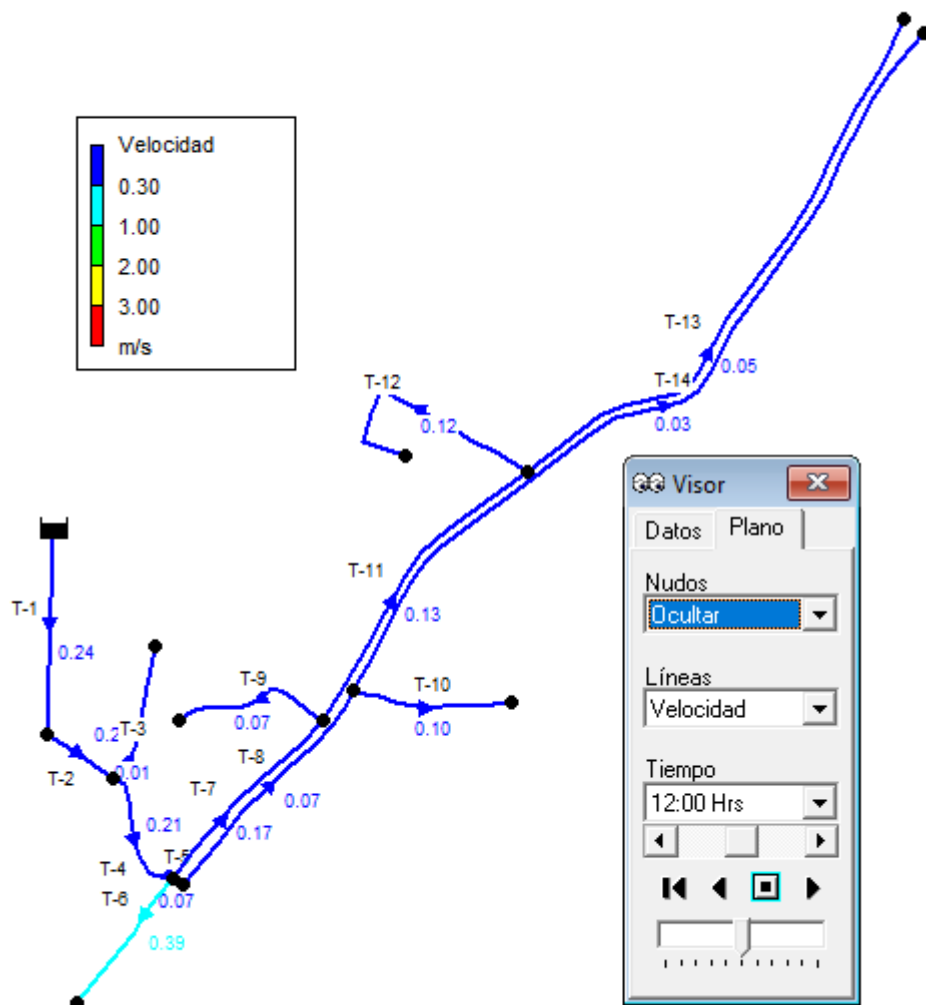 Velocidad
0.30
1.00
2.00
3.00
m/s
T-13
0.05
T-14
0.03
T-12
0.12
T-11
0.13
T-1
0.24
T-9
0.07
T-10
0.10
T-3
0.2
T-2
0.01
T-8
T-7
0.07
0.17
0.21
T-4
T-5
T-6
0.07
0.39
Visor
Datos
Plano
Nudos
Ocultar
Líneas
Velocidad
Tiempo
12:00 Hrs